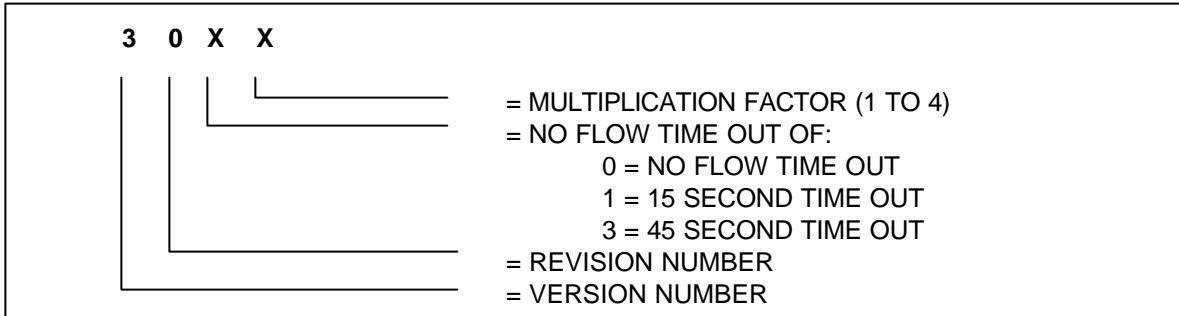 3 0 X X
= MULTIPLICATION FACTOR (1 TO 4)
= NO FLOW TIME OUT OF:
0 = NO FLOW TIME OUT
1 = 15 SECOND TIME OUT
3 = 45 SECOND TIME OUT
= REVISION NUMBER
= VERSION NUMBER